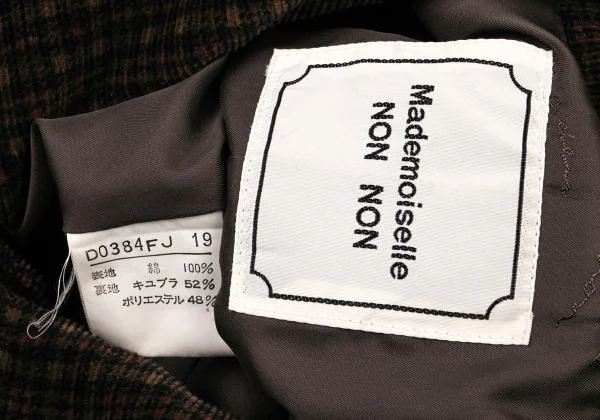 Mademoiselle
NON NON
D0384FJ 19
表地 綿 100%
裏地 キュプラ 52%
ポリエステル 48%